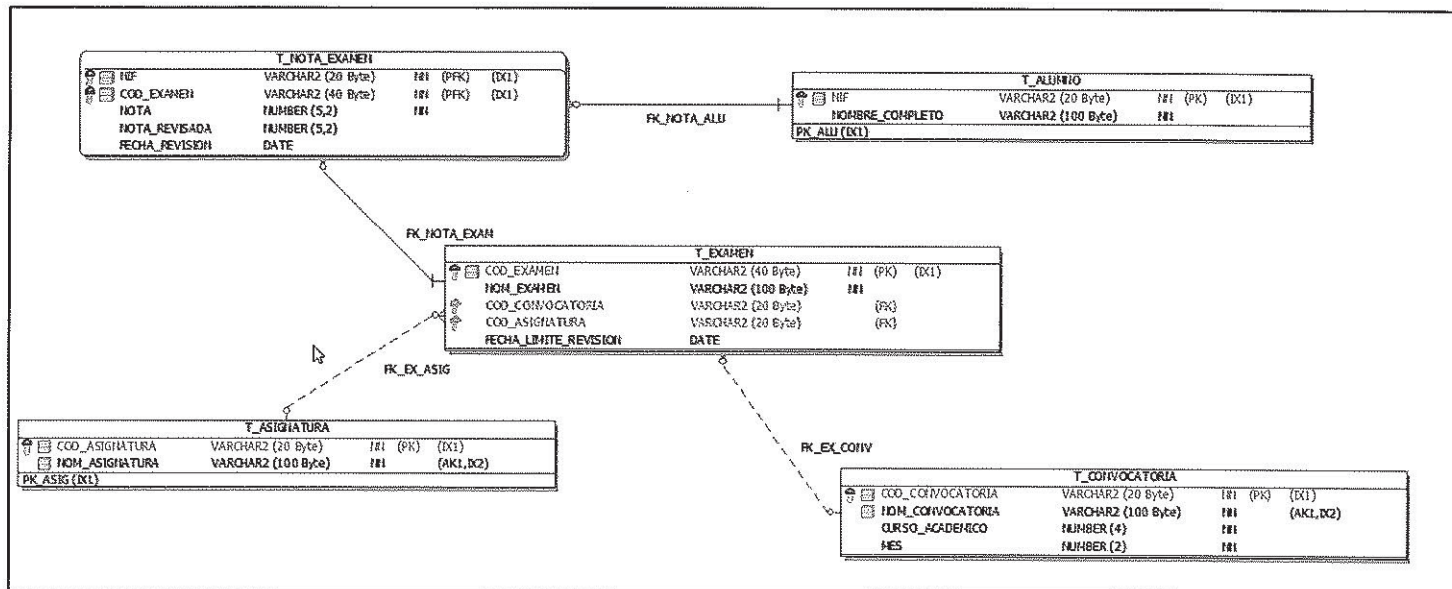 T_NOTA_EXAMEN
NIF VARCHAR2 (20 Byte) NN (PFK) (IX1)
COD_EXAMEN VARCHAR2 (40 Byte) NN (PFK) (IX1)
NOTA NUMBER (5,2) NN
NOTA_REVISADA NUMBER (5,2)
FECHA_REVISION DATE
T_ALUMNO
NIF VARCHAR2 (20 Byte) NN (PK) (IX1)
NOMBRE_COMPLETO VARCHAR2 (100 Byte) NN
PK_ALU (IX1)
FK_NOTA_ALU
FK_NOTA_EXAM
T_EXAMEN
COD_EXAMEN VARCHAR2 (40 Byte) NN (PK) (IX1)
NOM_EXAMEN VARCHAR2 (100 Byte) NN
COD_CONVOCATORIA VARCHAR2 (20 Byte) (FK)
COD_ASIGNATURA VARCHAR2 (20 Byte) (FK)
FECHA_LIMITE_REVISION DATE
FK_EX_ASIG
T_ASIGNATURA
COD_ASIGNATURA VARCHAR2 (20 Byte) NN (PK) (IX1)
NOM_ASIGNATURA VARCHAR2 (100 Byte) NN (AK1,IX2)
PK_ASIG (IX1)
FK_EX_CONV
T_CONVOCATORIA
COD_CONVOCATORIA VARCHAR2 (20 Byte) NN (PK) (IX1)
NOM_CONVOCATORIA VARCHAR2 (100 Byte) NN (AK1,IX2)
CURSO_ACADEMICO NUMBER (4) NN
MES NUMBER (2) NN